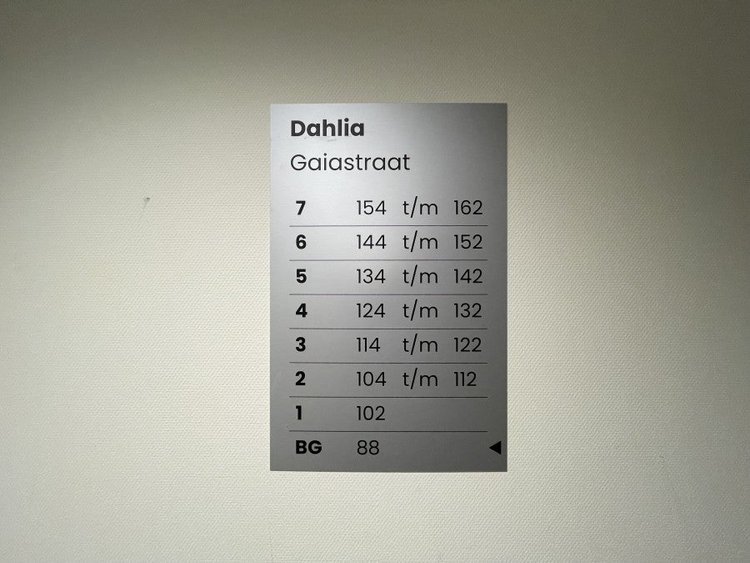 Dahlia
Gaiastraat
7 154 t/m 162
6 144 t/m 152
5 134 t/m 142
4 124 t/m 132
3 114 t/m 122
2 104 t/m 112
1 102
BG 88